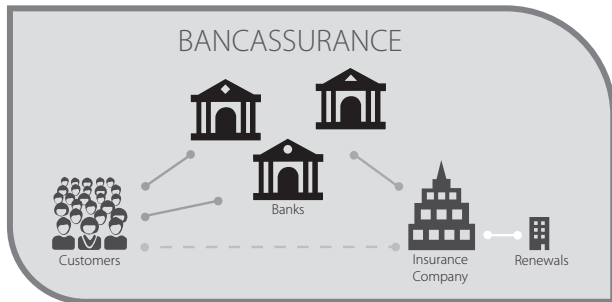 BANCASSURANCE
Banks
Customers
Insurance
Company
Renewals